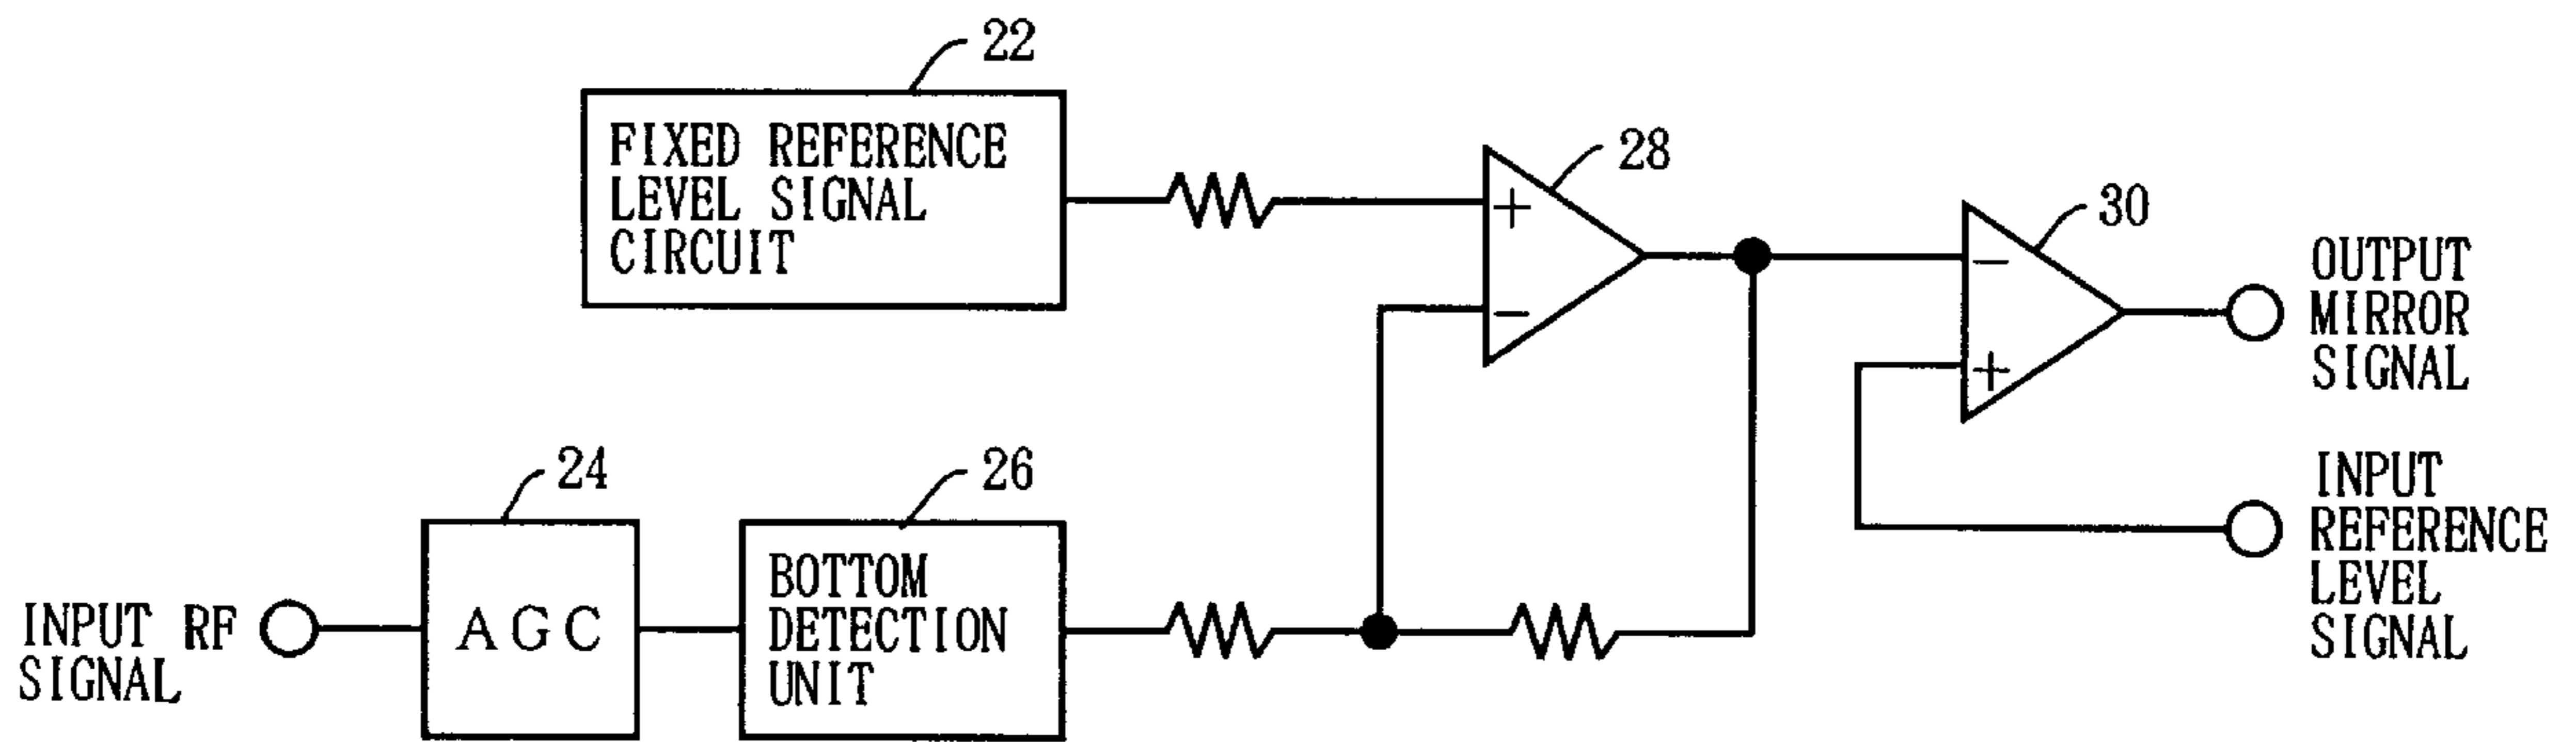 22
FIXED REFERENCE
LEVEL SIGNAL
CIRCUIT
28
+
−
30
−
+
OUTPUT
MIRROR
SIGNAL
24
26
INPUT
REFERENCE
LEVEL
SIGNAL
INPUT RF
SIGNAL
AGC
BOTTOM
DETECTION
UNIT